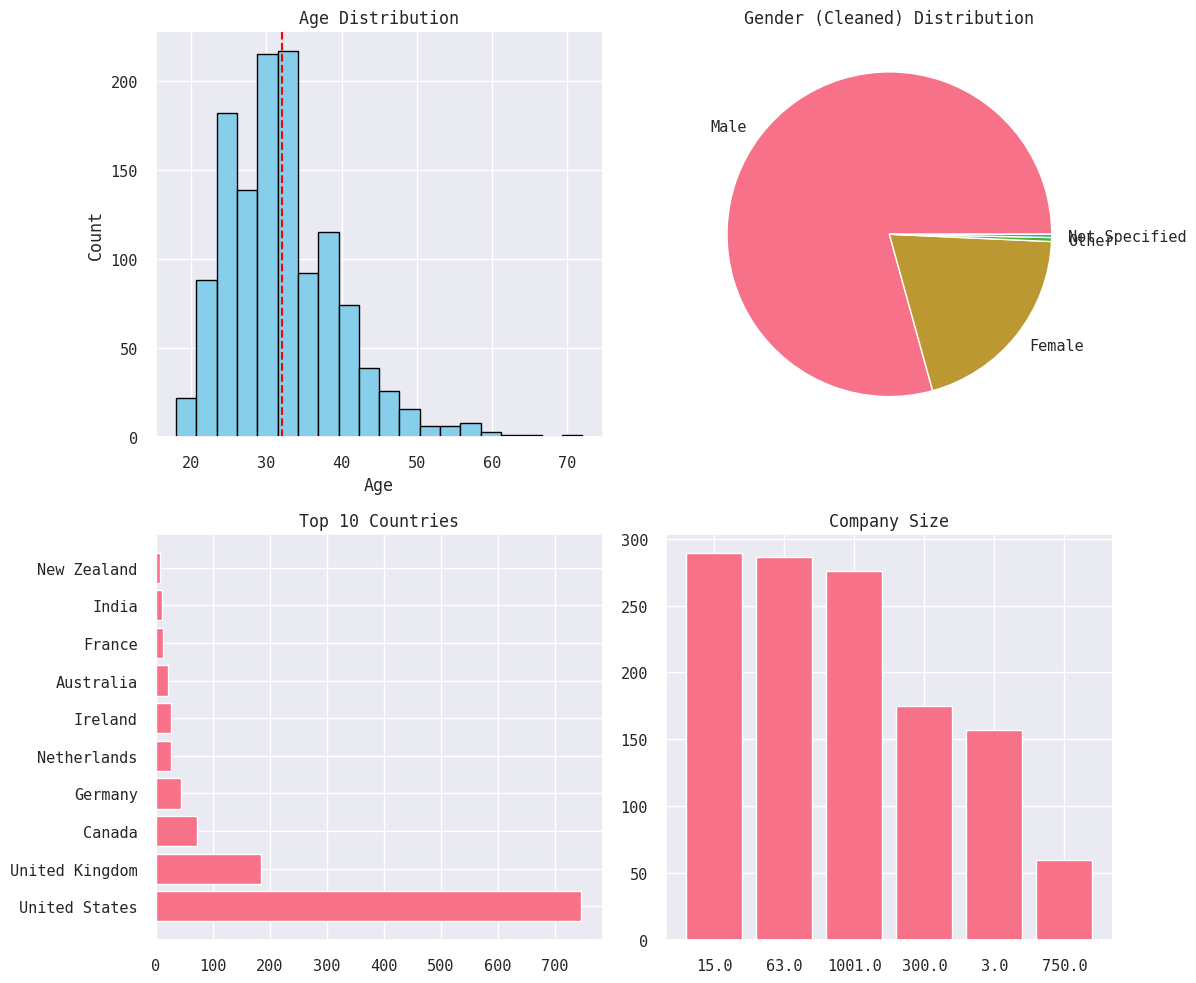 Age Distribution
200
150
100
50
0
Count
20 30 40 50 60 70
Age
Gender (Cleaned) Distribution
Male
Not Specified
Other
Female
Top 10 Countries
New Zealand
India
France
Australia
Ireland
Netherlands
Germany
Canada
United Kingdom
United States
0 100 200 300 400 500 600 700
Company Size
300
250
200
150
100
50
0
15.0 63.0 1001.0 300.0 3.0 750.0